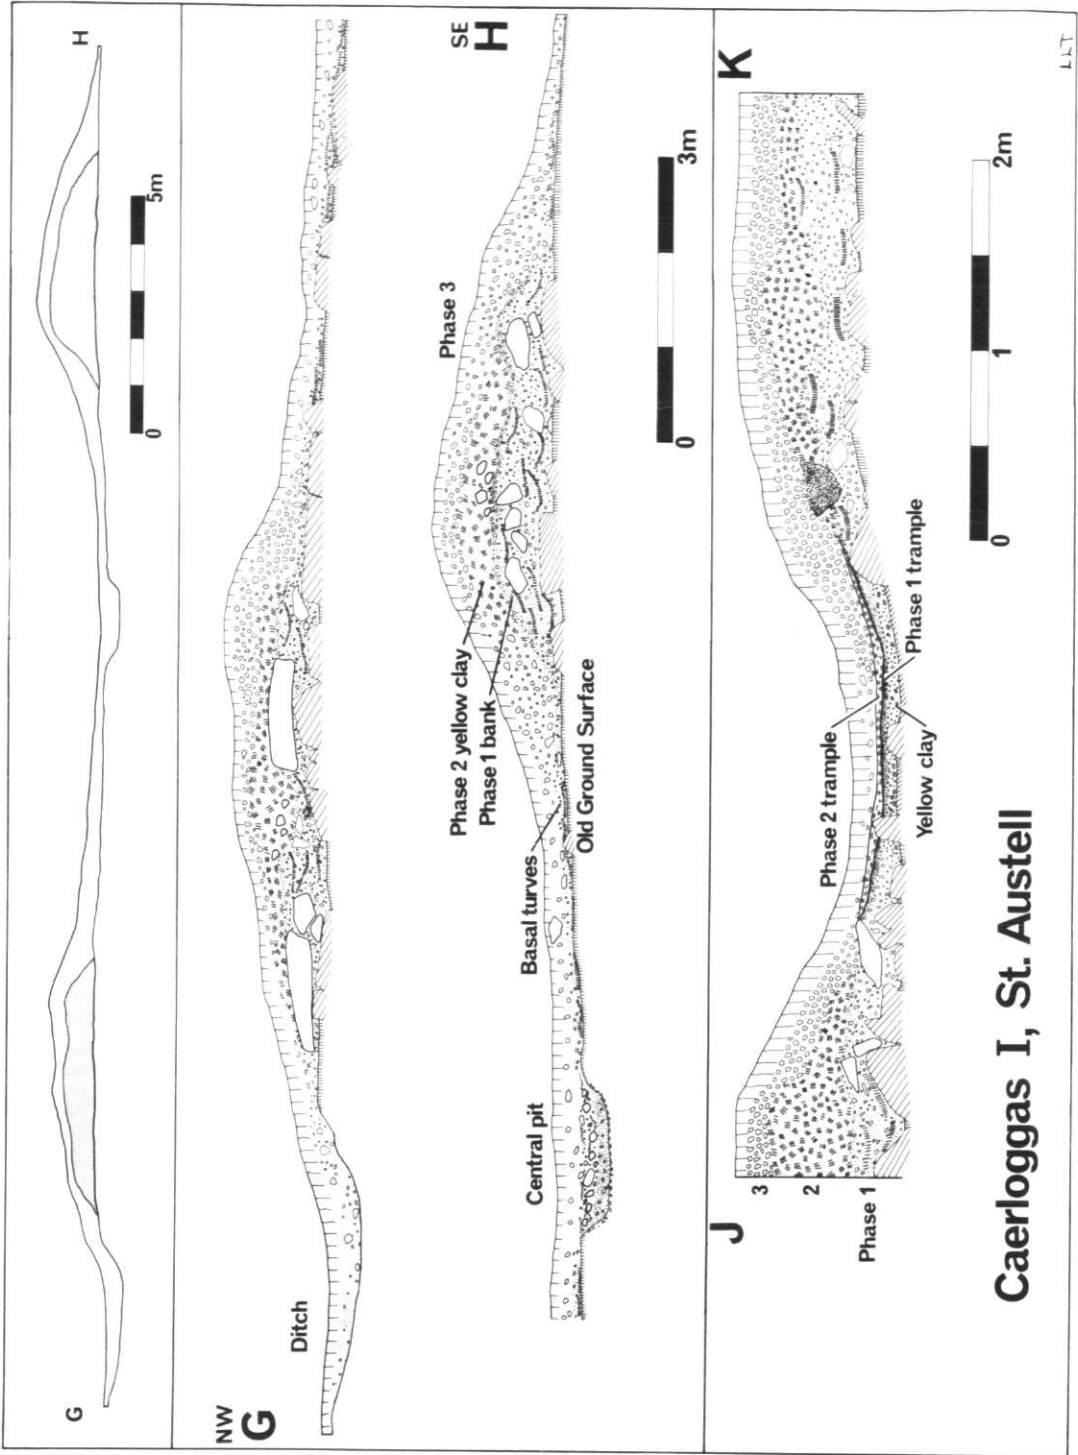 G
H
0
5m
NW
G
Ditch
SE
H
Phase 3
Phase 2 yellow clay
Phase 1 bank
Basal turves
Old Ground Surface
Central pit
0
3m
J
K
3
2
Phase 1
Phase 2 trample
Phase 1 trample
Yellow clay
0
1
2m
Caerloggas I, St. Austell